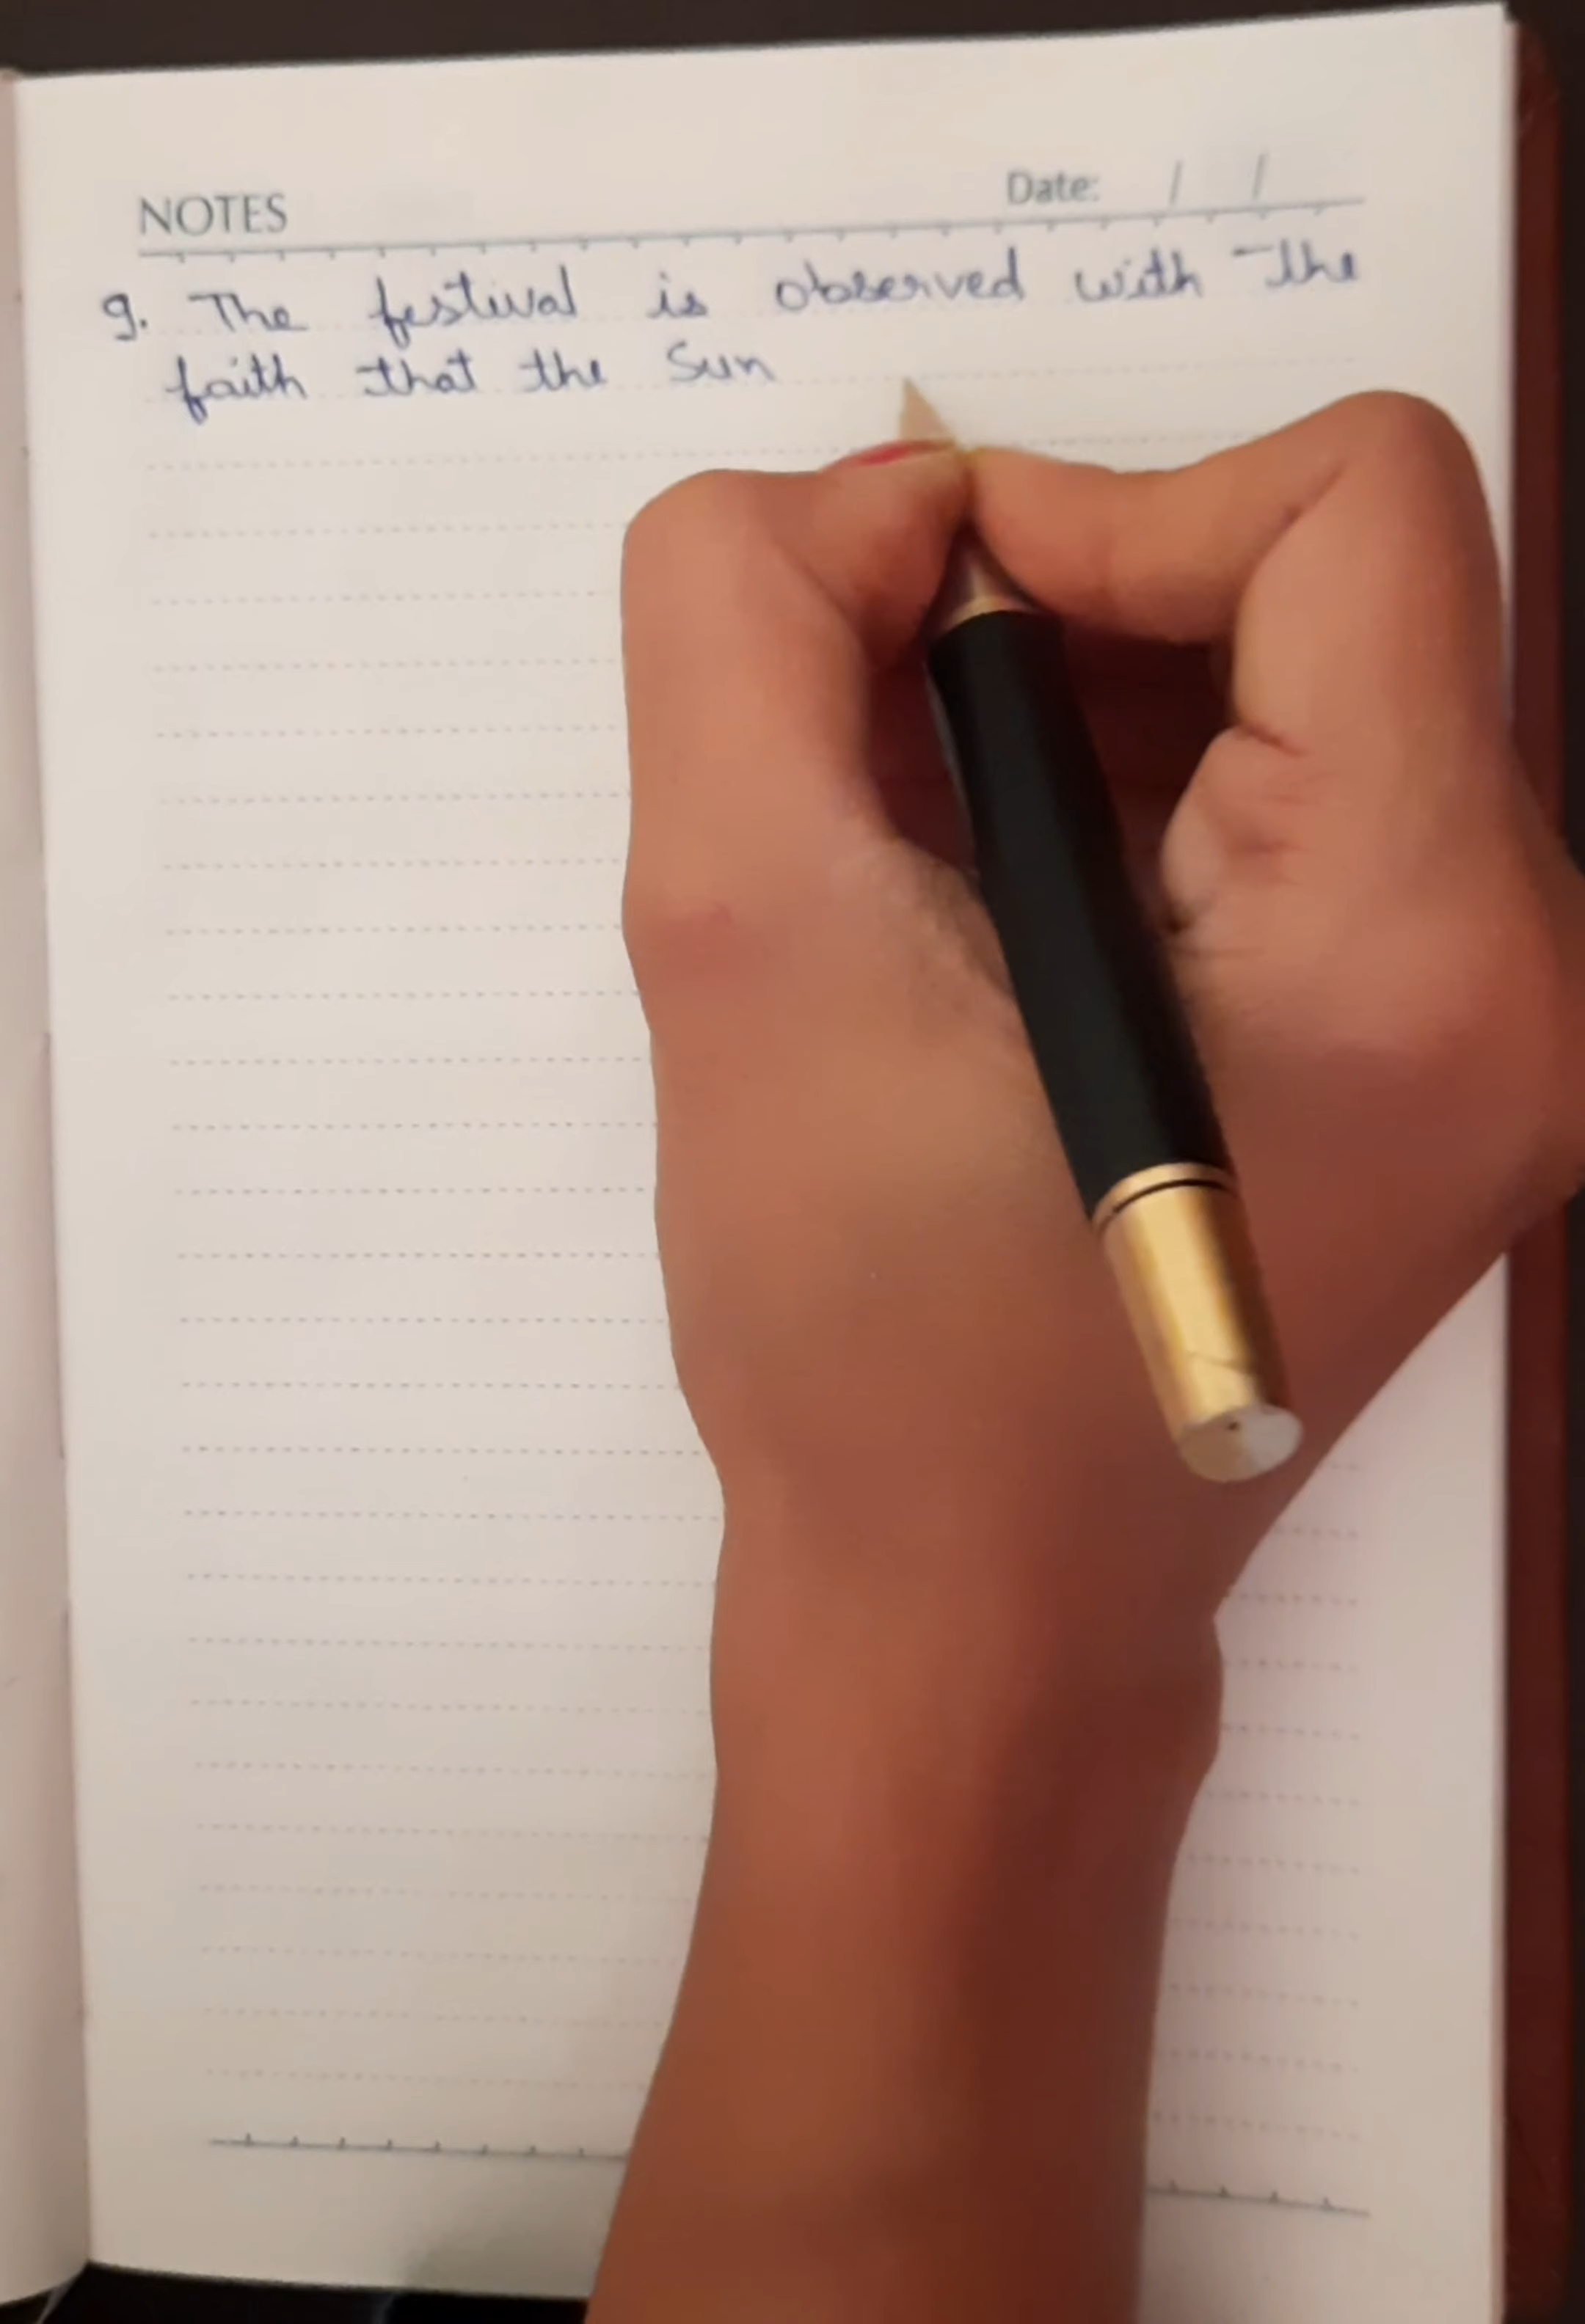 NOTES Date: / /
9. The festival is observed with the
faith that the Sun